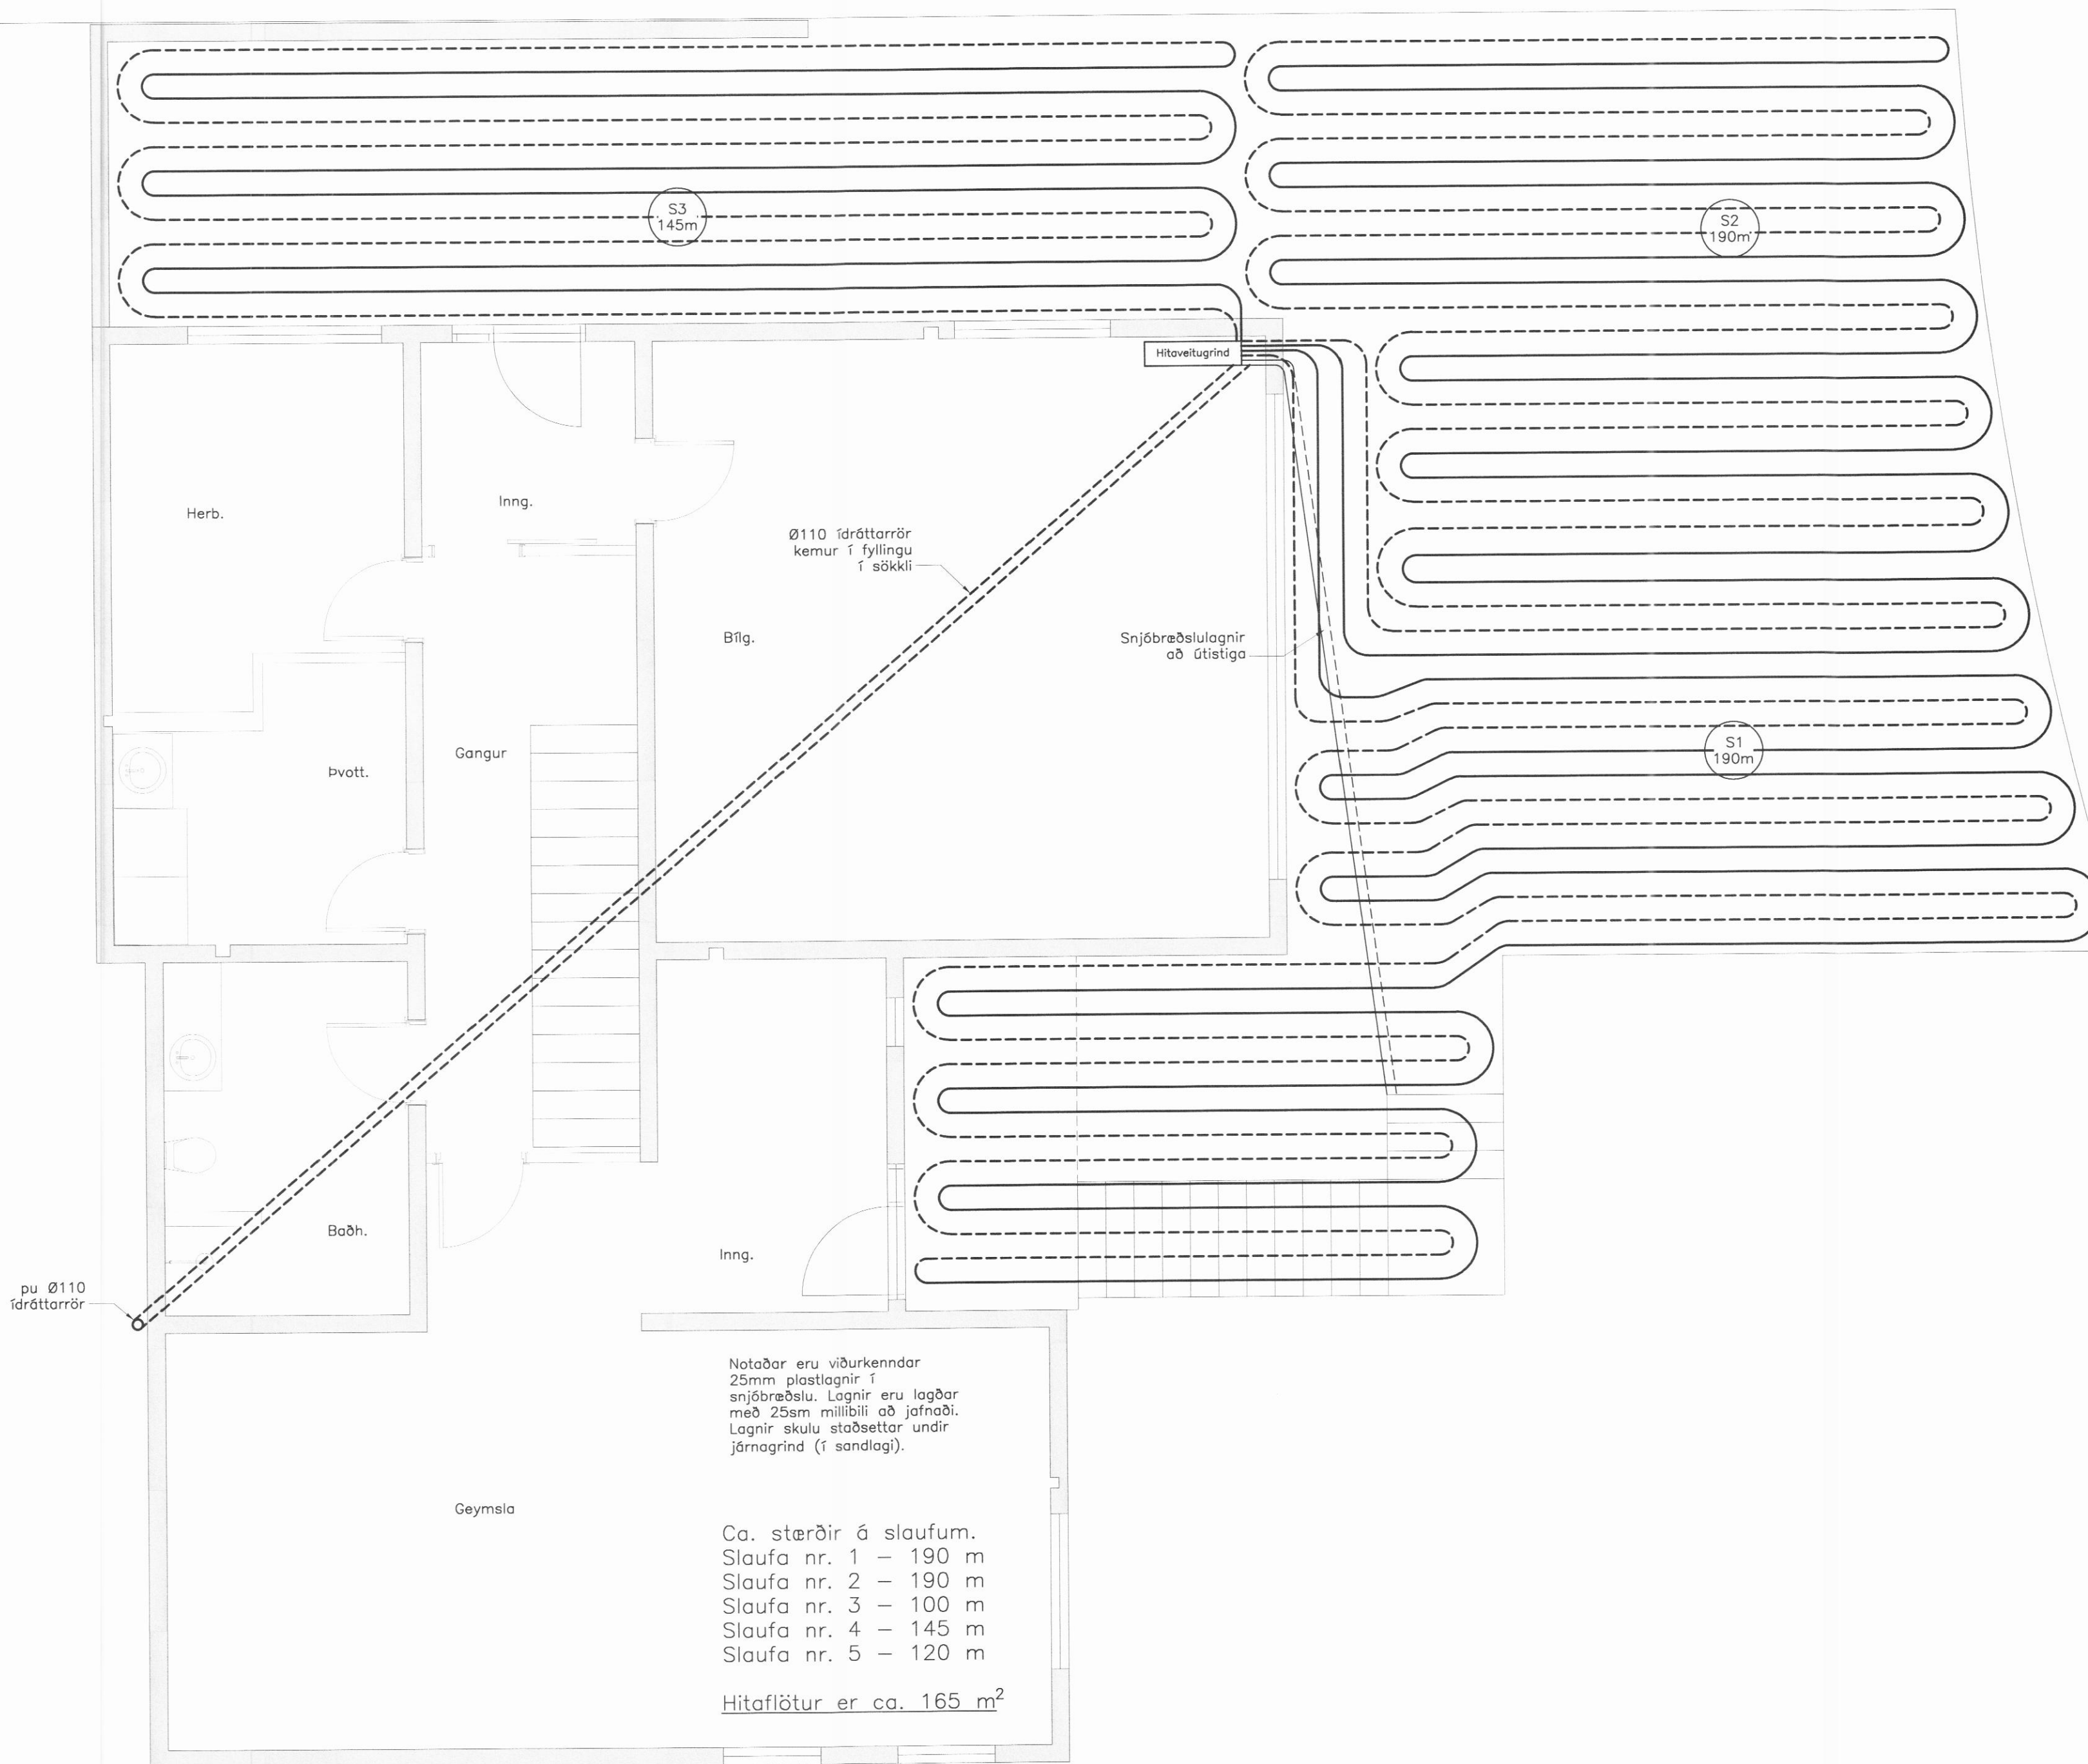 S3
145m
S2
190m
Hitaveitugrind
Herb.
Inng.
Ø110 ídráttarrör
kemur í fyllingu
í sökkli
Bílg.
Snjóbræðslulagnir
að útistiga
Gangur
Þvott.
S1
190m
Baðh.
Inng.
pu Ø110
ídráttarrör
Notaðar eru viðurkenndar
25mm plastlagnir í
snjóbræðslu. Lagnir eru lagðar
með 25sm millibili að jafnaði.
Lagnir skulu staðsettar undir
járnagrind (í sandlagi).
Geymsla
Ca. stærðir á slaufum.
Slaufa nr. 1 – 190 m
Slaufa nr. 2 – 190 m
Slaufa nr. 3 – 100 m
Slaufa nr. 4 – 145 m
Slaufa nr. 5 – 120 m
Hitaflötur er ca. 165 m²